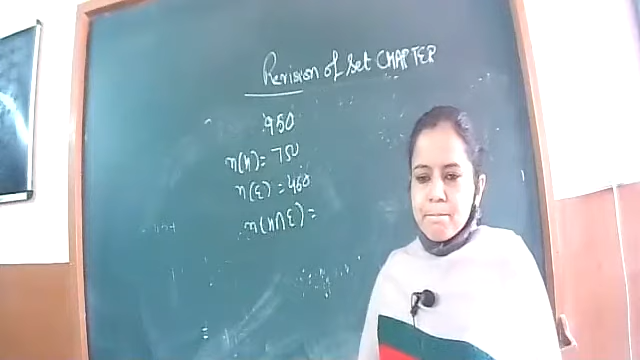 Revision of Set CHAPTER
950
n(H) = 750
n(E) = 460
n(H∩E) =